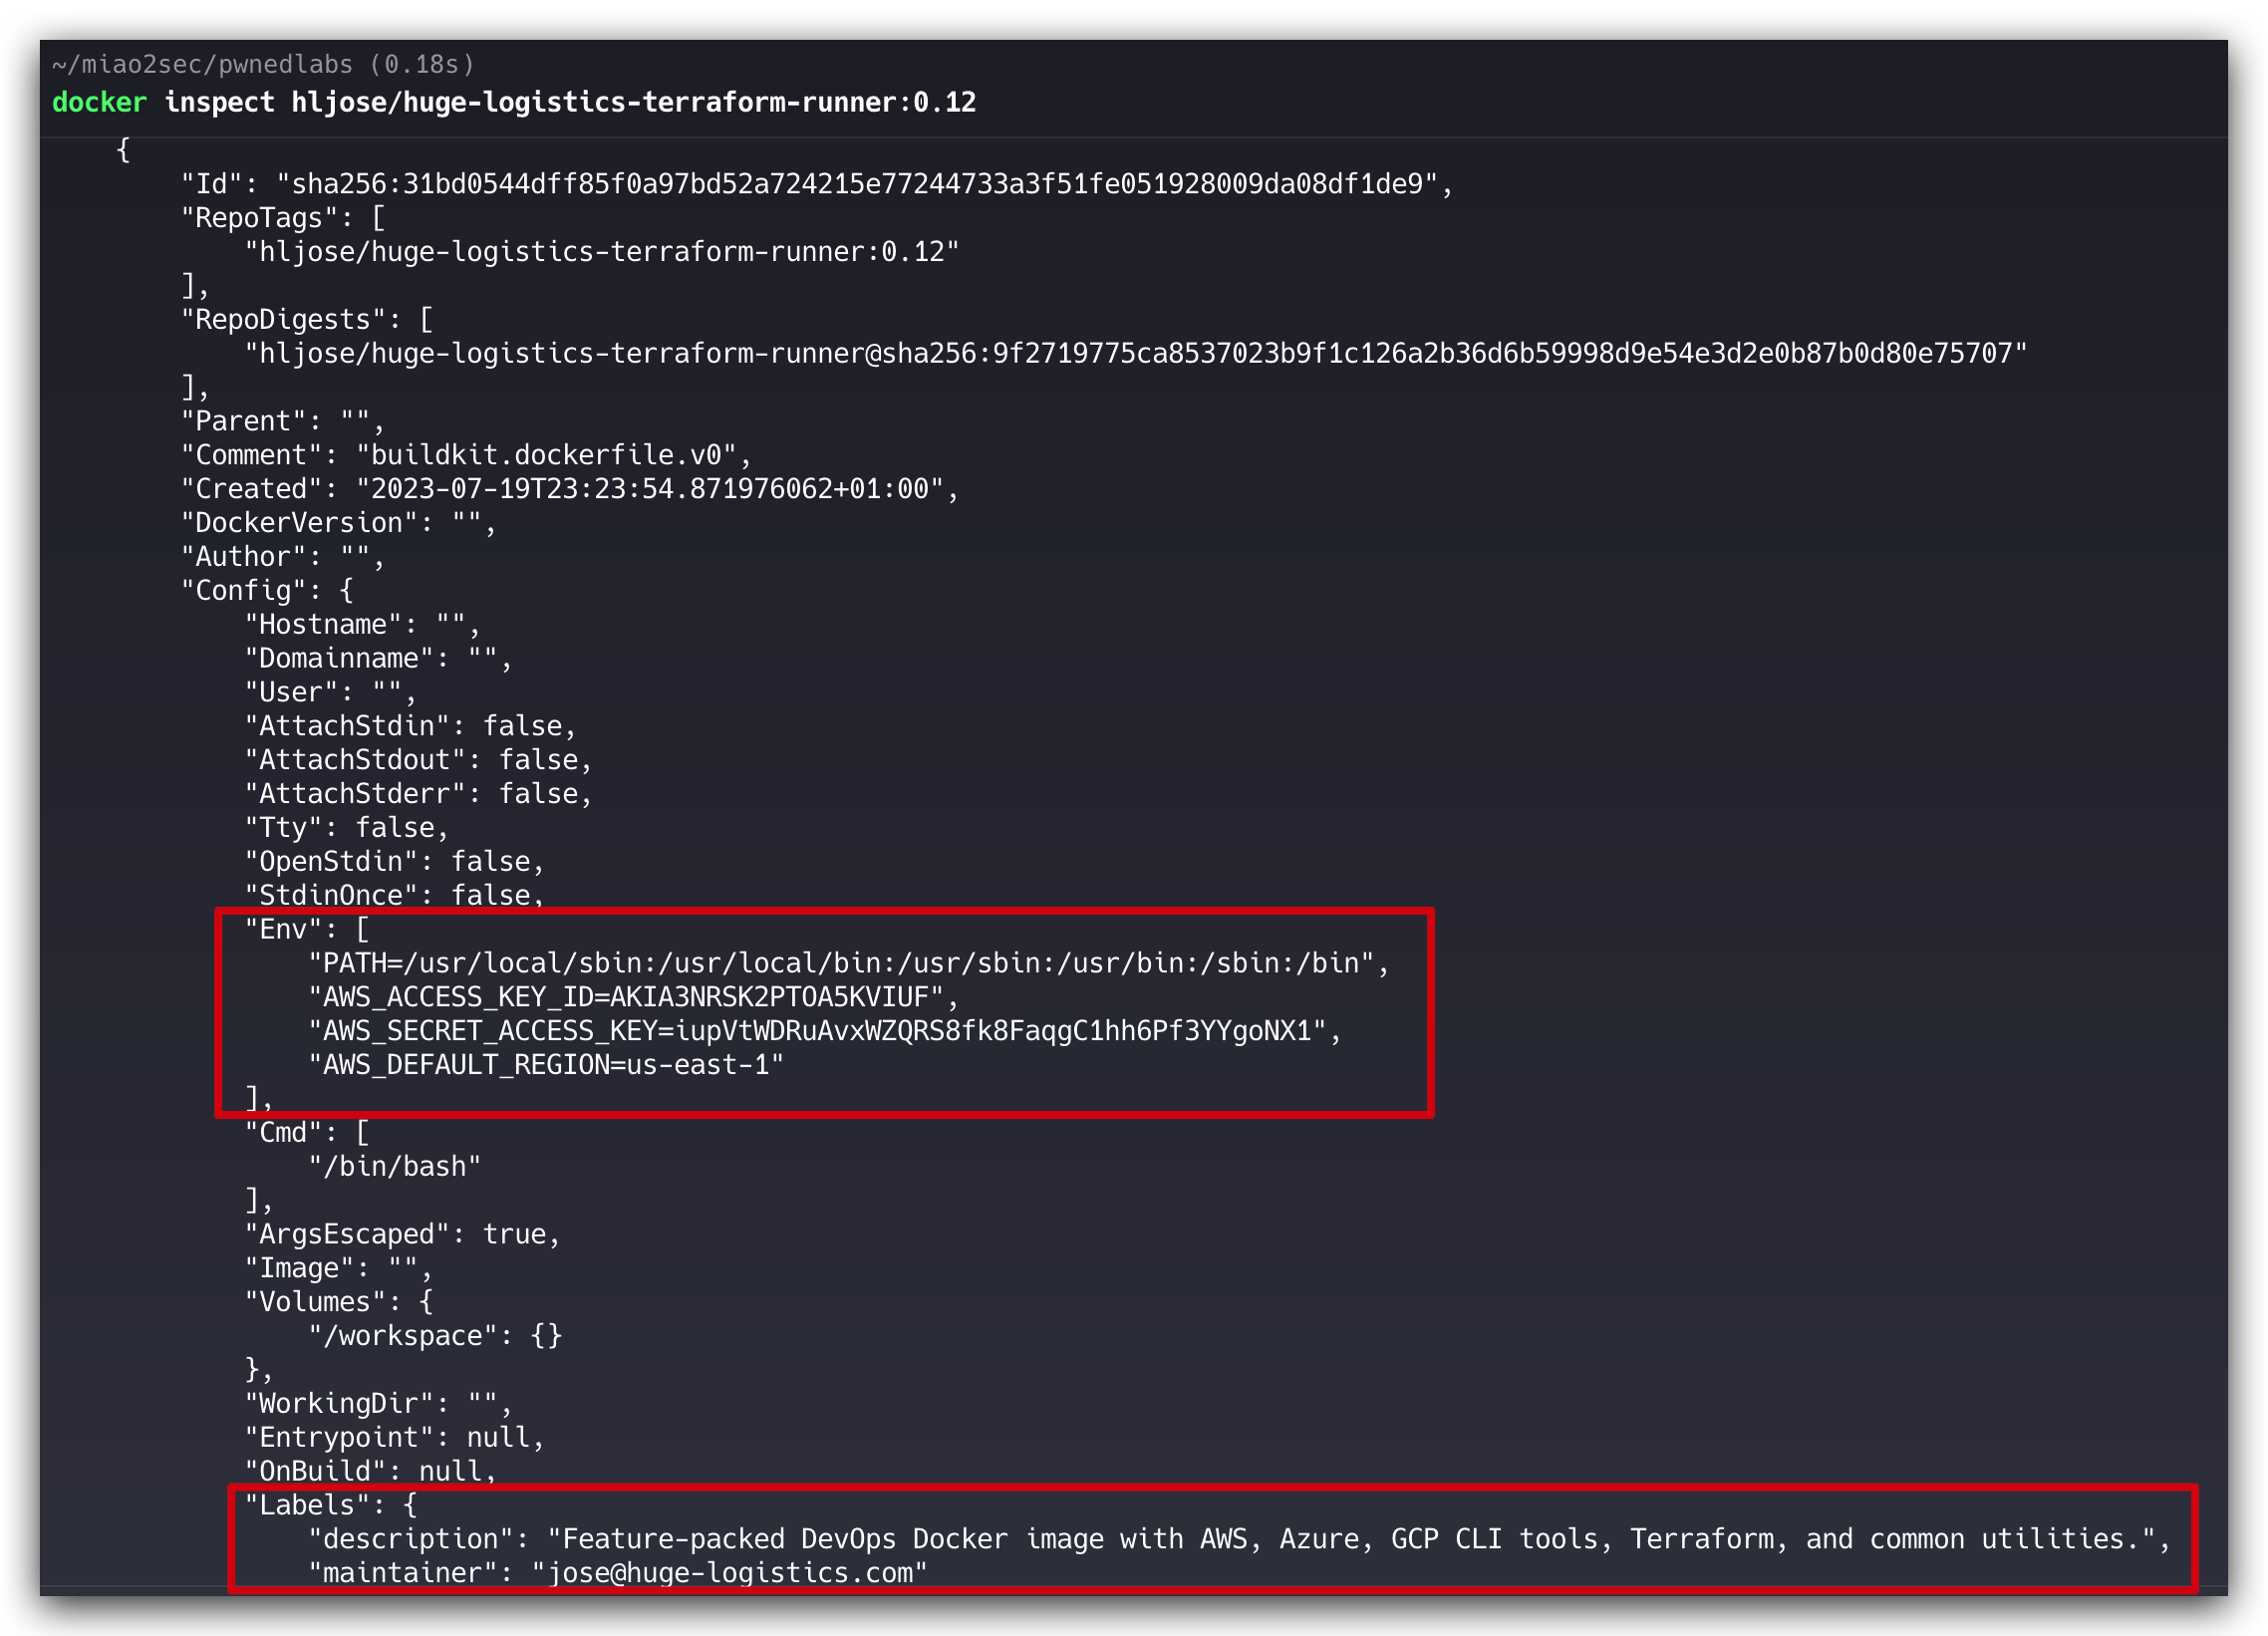 ~/miao2sec/pwnedlabs (0.18s)
docker inspect hljose/huge-logistics-terraform-runner:0.12
{
"Id": "sha256:31bd0544dff85f0a97bd52a724215e77244733a3f51fe051928009da08df1de9",
"RepoTags": [
"hljose/huge-logistics-terraform-runner:0.12"
],
"RepoDigests": [
"hljose/huge-logistics-terraform-runner@sha256:9f2719775ca8537023b9f1c126a2b36d6b59998d9e54e3d2e0b87b0d80e75707"
],
"Parent": "",
"Comment": "buildkit.dockerfile.v0",
"Created": "2023-07-19T23:23:54.871976062+01:00",
"DockerVersion": "",
"Author": "",
"Config": {
"Hostname": "",
"Domainname": "",
"User": "",
"AttachStdin": false,
"AttachStdout": false,
"AttachStderr": false,
"Tty": false,
"OpenStdin": false,
"StdinOnce": false,
"Env": [
"PATH=/usr/local/sbin:/usr/local/bin:/usr/sbin:/usr/bin:/sbin:/bin",
"AWS_ACCESS_KEY_ID=AKIA3NRSK2PTOA5KVIUF",
"AWS_SECRET_ACCESS_KEY=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",
"AWS_DEFAULT_REGION=us-east-1"
],
"Cmd": [
"/bin/bash"
],
"ArgsEscaped": true,
"Image": "",
"Volumes": {
"/workspace": {}
},
"WorkingDir": "",
"Entrypoint": null,
"OnBuild": null,
"Labels": {
"description": "Feature-packed DevOps Docker image with AWS, Azure, GCP CLI tools, Terraform, and common utilities.",
"maintainer": "jose@huge-logistics.com"